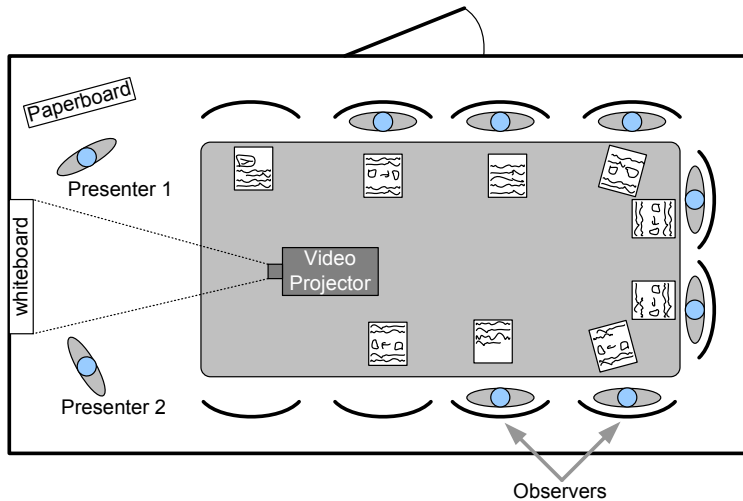 Paperboard
Presenter 1
whiteboard
Video
Projector
Presenter 2
Observers